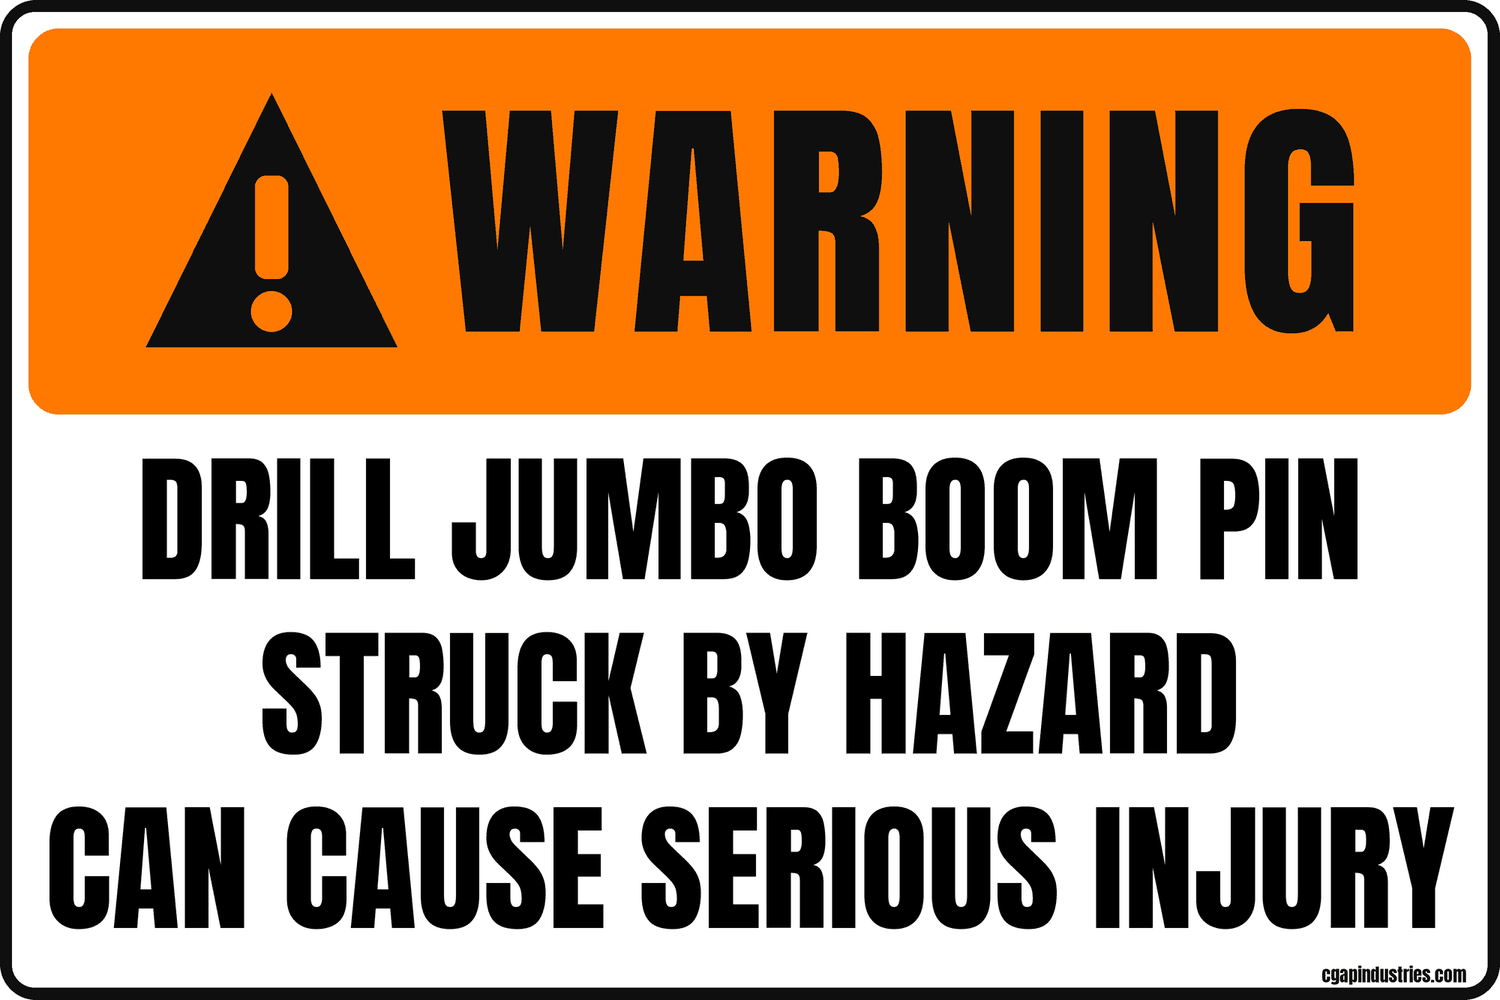 WARNING
DRILL JUMBO BOOM PIN
STRUCK BY HAZARD
CAN CAUSE SERIOUS INJURY
cgapindustries.com